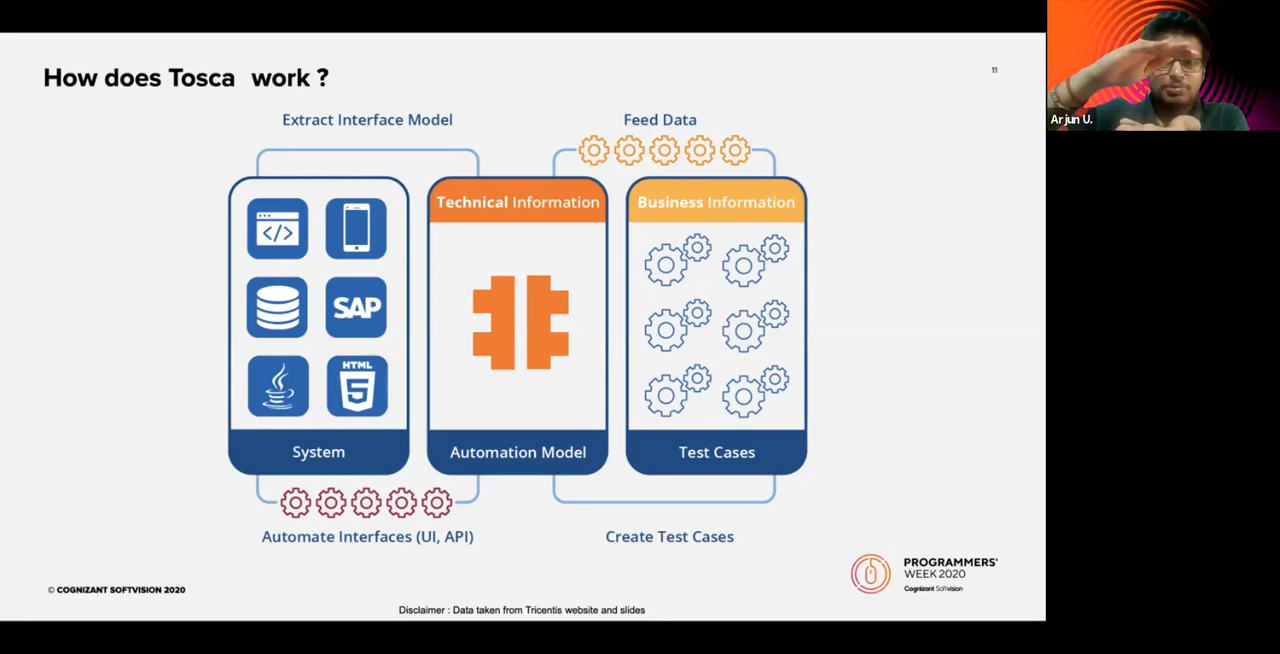 How does Tosca work ?
11
Extract Interface Model
Feed Data
Technical Information
Business Information
</>
SAP
HTML
5
System
Automation Model
Test Cases
Automate Interfaces (UI, API)
Create Test Cases
© COGNIZANT SOFTVISION 2020
PROGRAMMERS'
WEEK 2020
Cognizant Softvision
Disclaimer : Data taken from Tricentis website and slides
Arjun U.